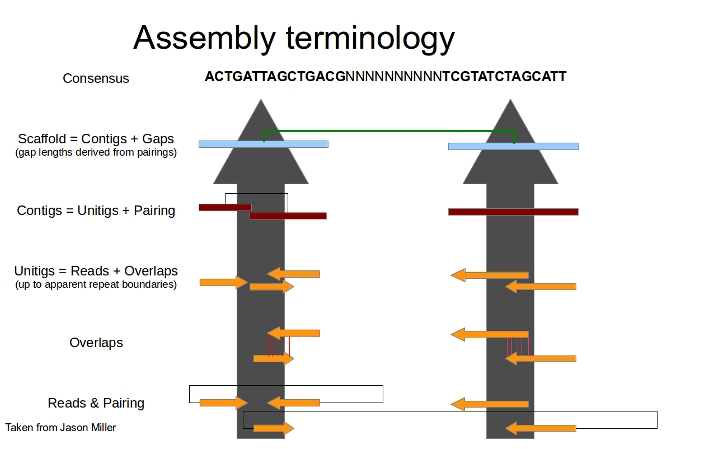 Assembly terminology
Consensus
ACTGATTAGCTGACGNNNNNNNNNNTCGTATCTAGCATT
Scaffold = Contigs + Gaps
(gap lengths derived from pairings)
Contigs = Unitigs + Pairing
Unitigs = Reads + Overlaps
(up to apparent repeat boundaries)
Overlaps
Reads & Pairing
Taken from Jason Miller